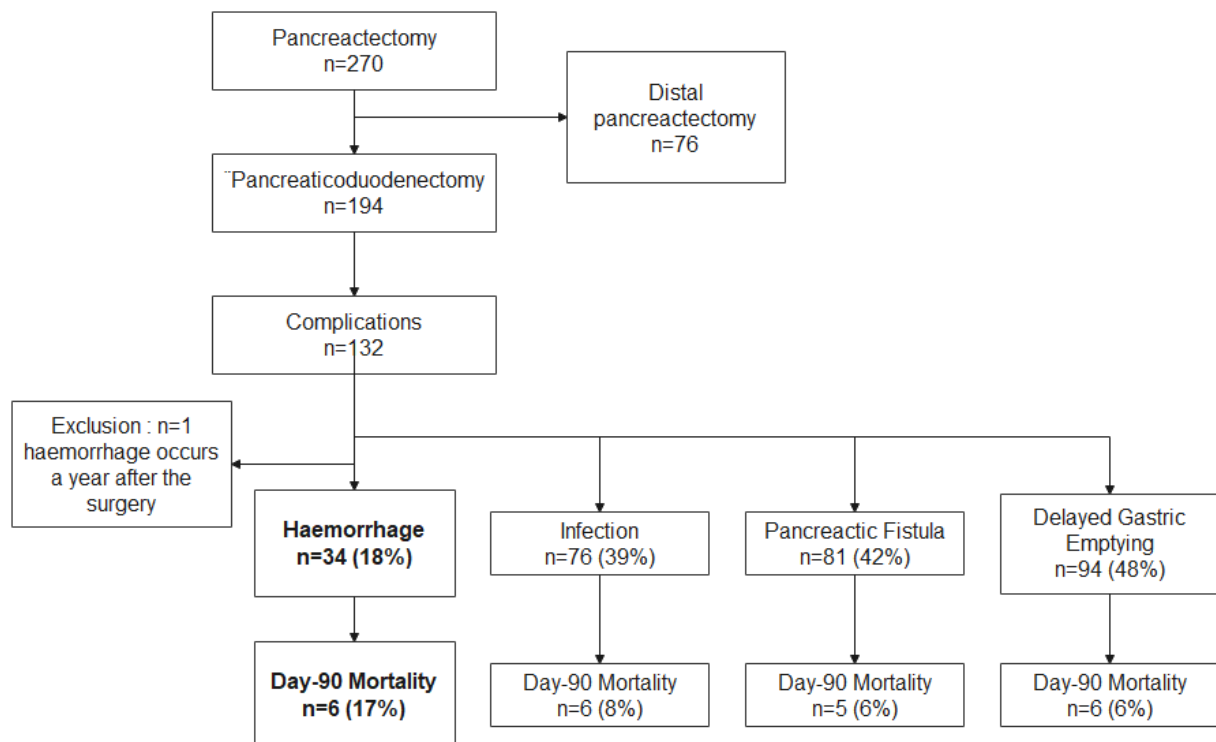 Pancreactectomy
n=270
Distal
pancreactectomy
n=76
¨Pancreaticoduodenectomy
n=194
Complications
n=132
Exclusion : n=1
haemorrhage occurs
a year after the
surgery
Haemorrhage
n=34 (18%)
Infection
n=76 (39%)
Pancreactic Fistula
n=81 (42%)
Delayed Gastric
Emptying
n=94 (48%)
Day-90 Mortality
n=6 (17%)
Day-90 Mortality
n=6 (8%)
Day-90 Mortality
n=5 (6%)
Day-90 Mortality
n=6 (6%)